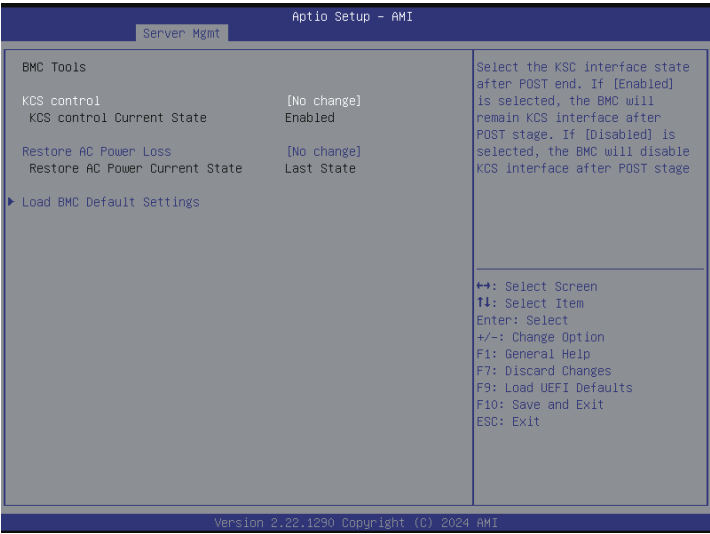 Aptio Setup – AMI
Server Mgmt
BMC Tools
KCS control [No change]
KCS control Current State Enabled
Restore AC Power Loss [No change]
Restore AC Power Current State Last State
Load BMC Default Settings
Select the KSC interface state
after POST end. If [Enabled]
is selected, the BMC will
remain KCS interface after
POST stage. If [Disabled] is
selected, the BMC will disable
KCS interface after POST stage
↔: Select Screen
↑↓: Select Item
Enter: Select
+/-: Change Option
F1: General Help
F7: Discard Changes
F9: Load UEFI Defaults
F10: Save and Exit
ESC: Exit
Version 2.22.1290 Copyright (C) 2024 AMI